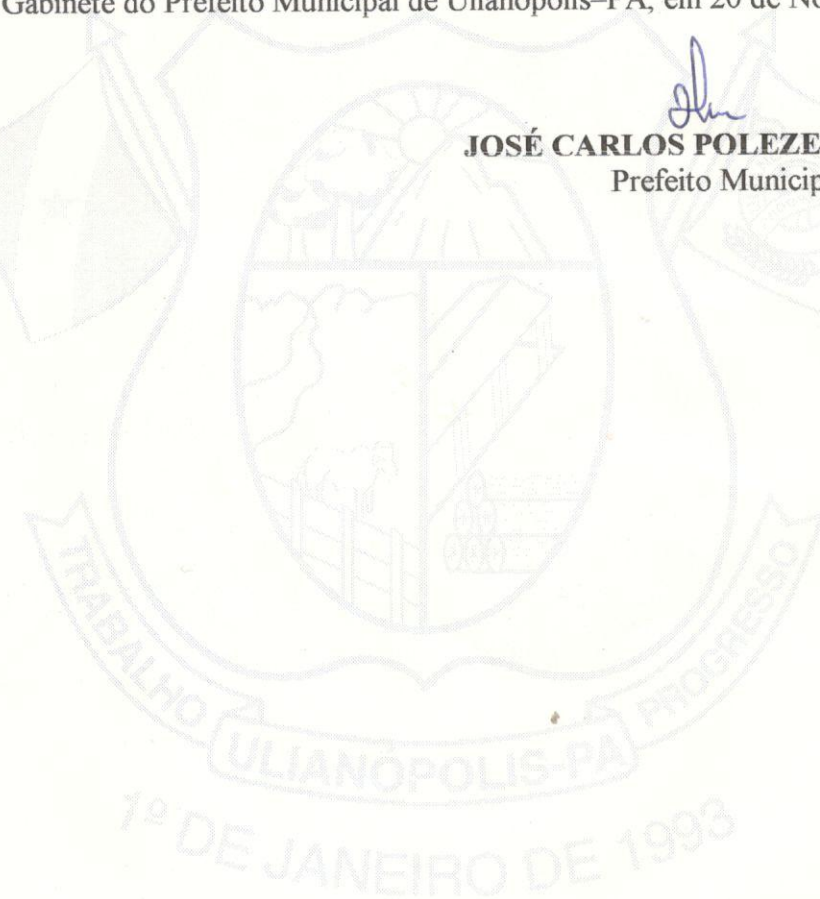 Gabinete do Prefeito Municipal de Ulianópolis–PA, em 20 de No
JOSÉ CARLOS POLEZE
Prefeito Municip
TRABALHO
PROGRESSO
ULIANÓPOLIS-PA
1º DE JANEIRO DE 1993